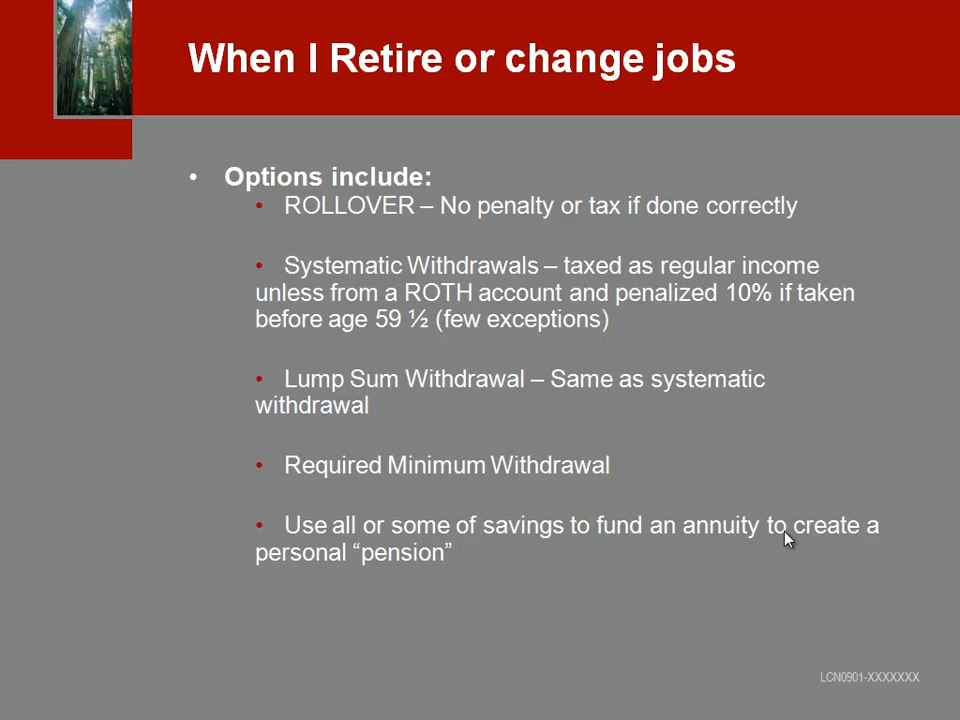 When I Retire or change jobs
• Options include:
• ROLLOVER – No penalty or tax if done correctly
• Systematic Withdrawals – taxed as regular income
unless from a ROTH account and penalized 10% if taken
before age 59 ½ (few exceptions)
• Lump Sum Withdrawal – Same as systematic
withdrawal
• Required Minimum Withdrawal
• Use all or some of savings to fund an annuity to create a
personal “pension”
LCN0901-XXXXXXX